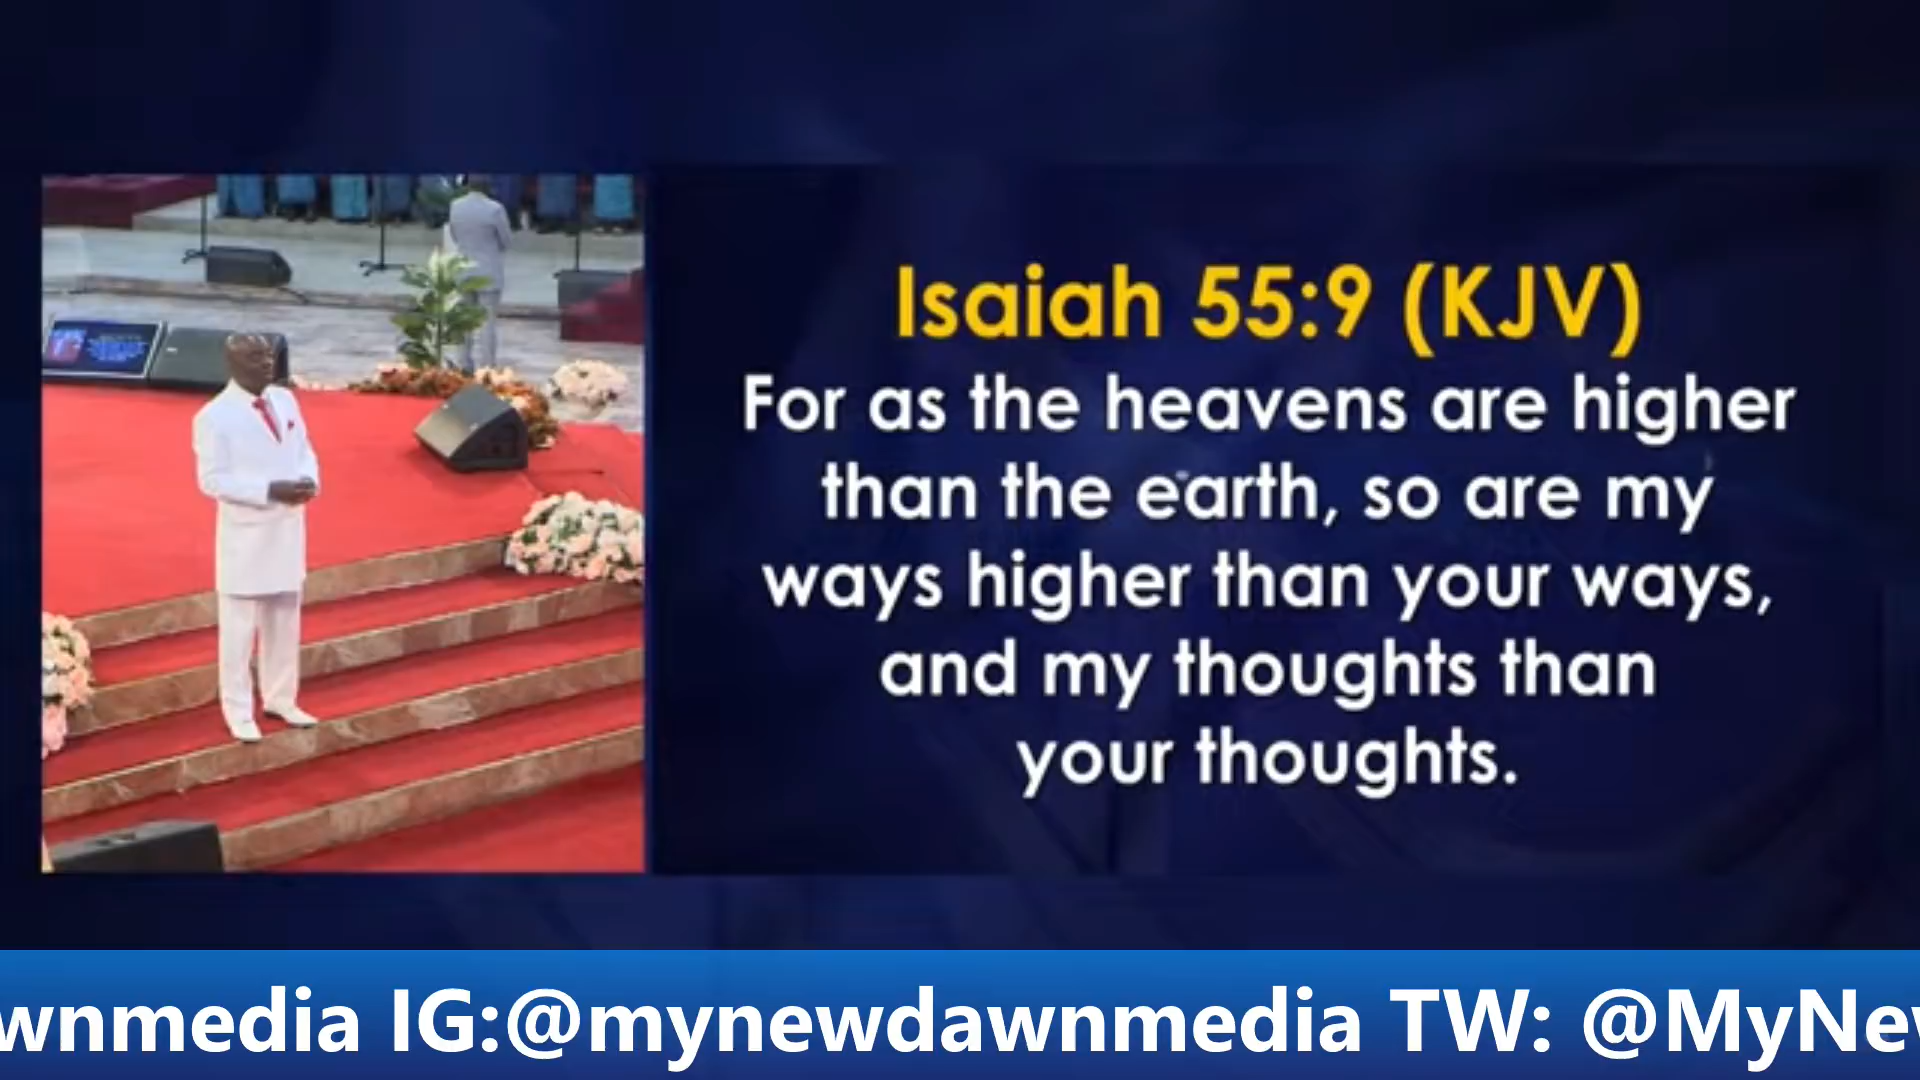 Isaiah 55:9 (KJV)
For as the heavens are higher
than the earth, so are my
ways higher than your ways,
and my thoughts than
your thoughts.
wnmedia IG:@mynewdawnmedia TW: @MyNew